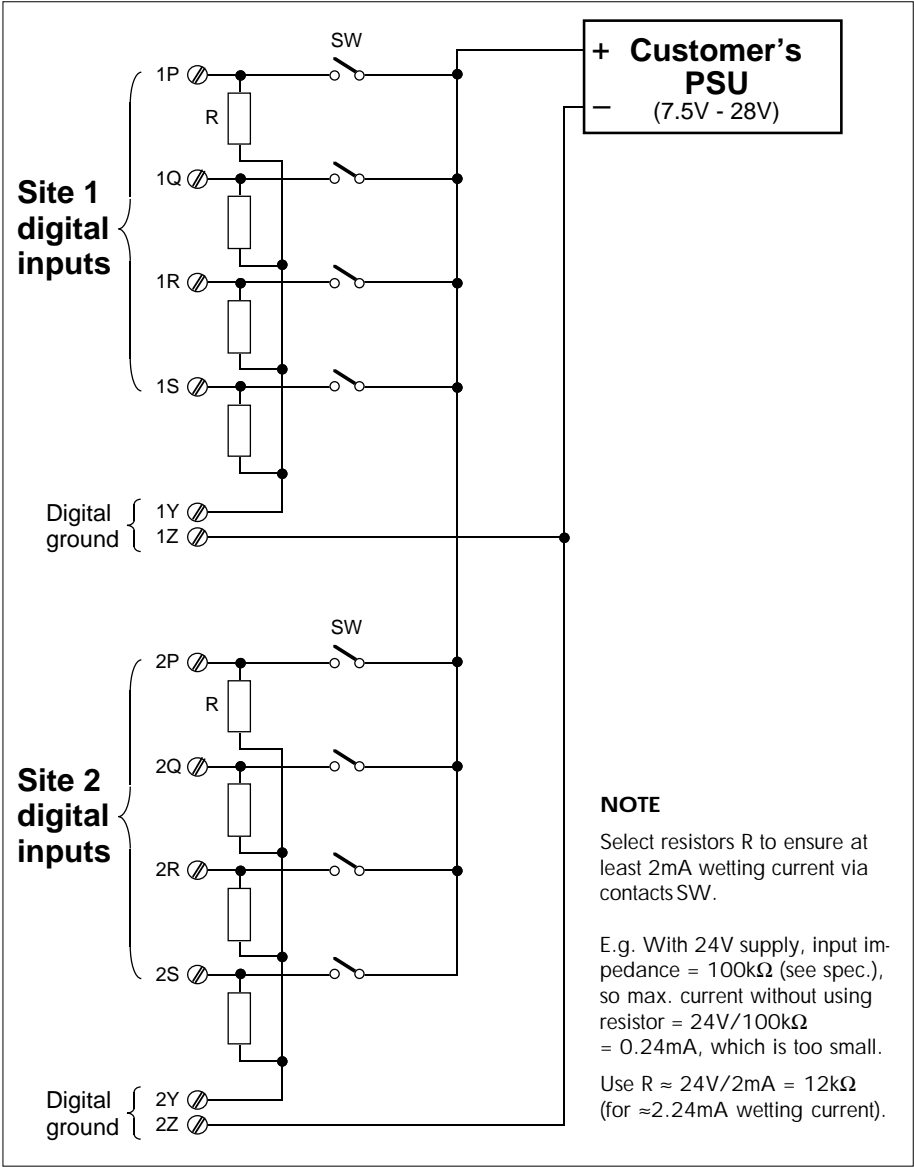 SW
+ Customer's
PSU
– (7.5V - 28V)
1P
R
1Q
Site 1
digital
inputs
1R
1S
Digital
ground
1Y
1Z
SW
2P
R
2Q
Site 2
digital
inputs
2R
2S
Digital
ground
2Y
2Z
NOTE
Select resistors R to ensure at
least 2mA wetting current via
contacts SW.
E.g. With 24V supply, input im-
pedance = 100kΩ (see spec.),
so max. current without using
resistor = 24V/100kΩ
= 0.24mA, which is too small.
Use R ≈ 24V/2mA = 12kΩ
(for ≈2.24mA wetting current).